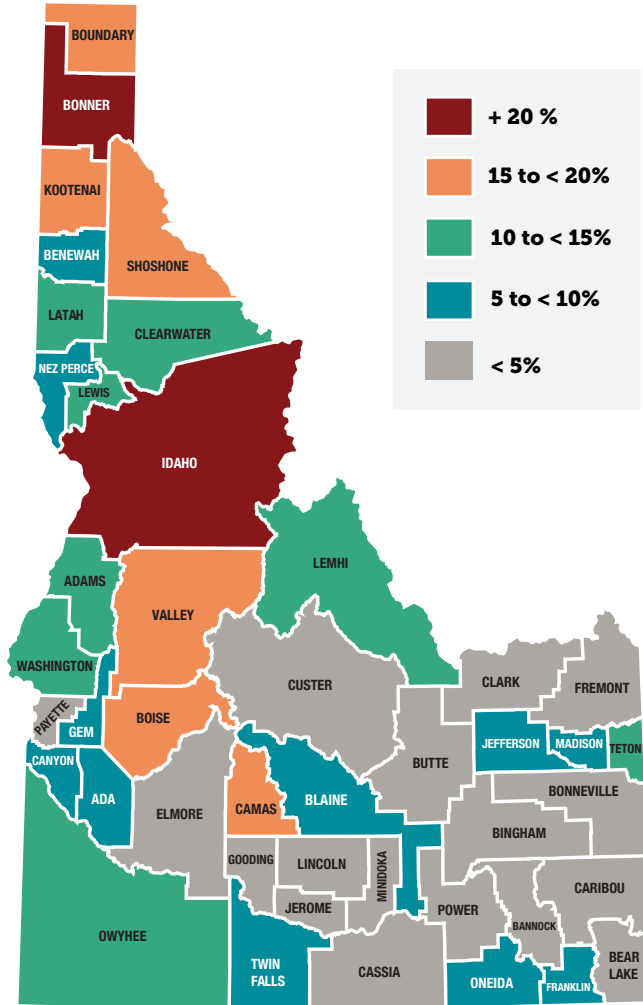 BOUNDARY
BONNER
+ 20 %
15 to < 20%
KOOTENAI
10 to < 15%
BENEWAH
SHOSHONE
5 to < 10%
LATAH
CLEARWATER
NEZ PERCE
< 5%
LEWIS
IDAHO
LEMHI
ADAMS
VALLEY
WASHINGTON
CUSTER
CLARK
FREMONT
PAYETTE
BOISE
GEM
JEFFERSON
MADISON
TETON
CANYON
BUTTE
ADA
BONNEVILLE
BLAINE
ELMORE
CAMAS
BINGHAM
GOODING
LINCOLN
MINIDOKA
CARIBOU
JEROME
POWER
BANNOCK
OWYHEE
BEAR
LAKE
TWIN
FALLS
CASSIA
ONEIDA
FRANKLIN